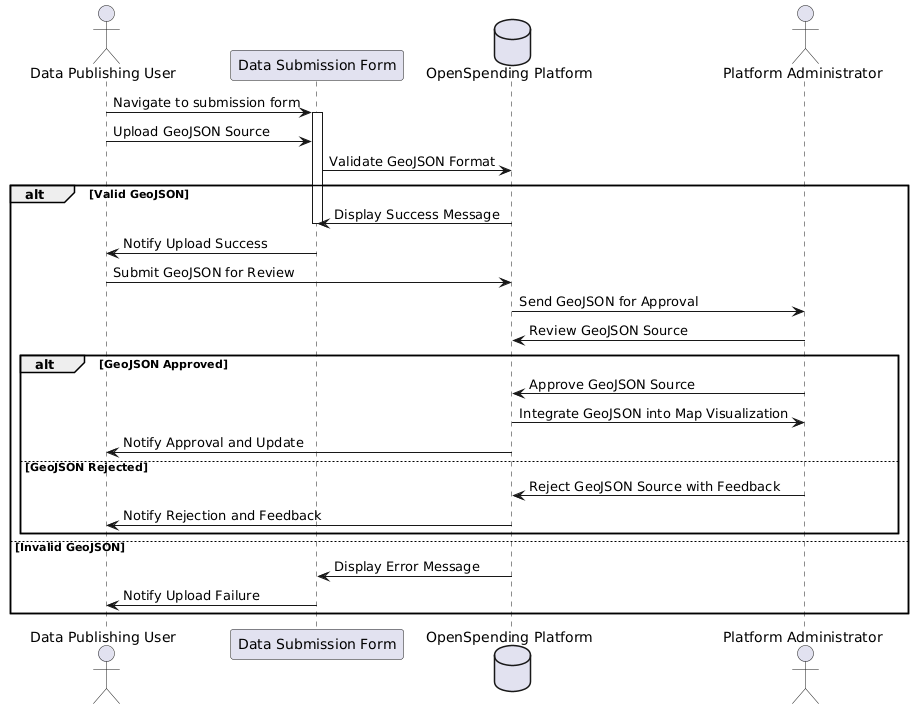 Data Publishing User
Data Submission Form
OpenSpending Platform
Platform Administrator
Navigate to submission form
Upload GeoJSON Source
Validate GeoJSON Format
alt
[Valid GeoJSON]
Display Success Message
Notify Upload Success
Submit GeoJSON for Review
Send GeoJSON for Approval
Review GeoJSON Source
alt
[GeoJSON Approved]
Approve GeoJSON Source
Integrate GeoJSON into Map Visualization
Notify Approval and Update
[GeoJSON Rejected]
Reject GeoJSON Source with Feedback
Notify Rejection and Feedback
[Invalid GeoJSON]
Display Error Message
Notify Upload Failure
Data Publishing User
Data Submission Form
OpenSpending Platform
Platform Administrator